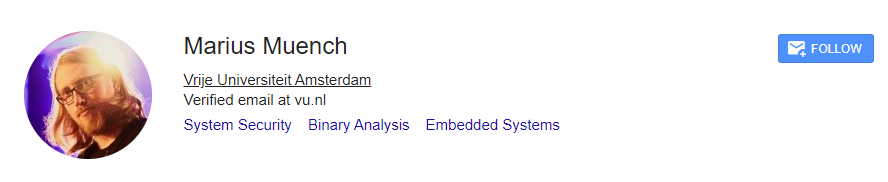 Marius Muench
FOLLOW
Vrije Universiteit Amsterdam
Verified email at vu.nl
System Security Binary Analysis Embedded Systems